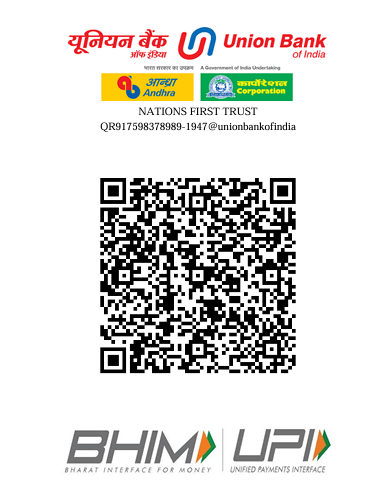 यूनियन बैंक
ऑफ़ इंडिया
Union Bank
of India
भारत सरकार का उपक्रम
A Government of India Undertaking
आन्ध्रा
Andhra
कार्पोरेशन
Corporation
NATIONS FIRST TRUST
QR917598378989-1947@unionbankofindia
BHIM
BHARAT INTERFACE FOR MONEY
UPI
UNIFIED PAYMENTS INTERFACE